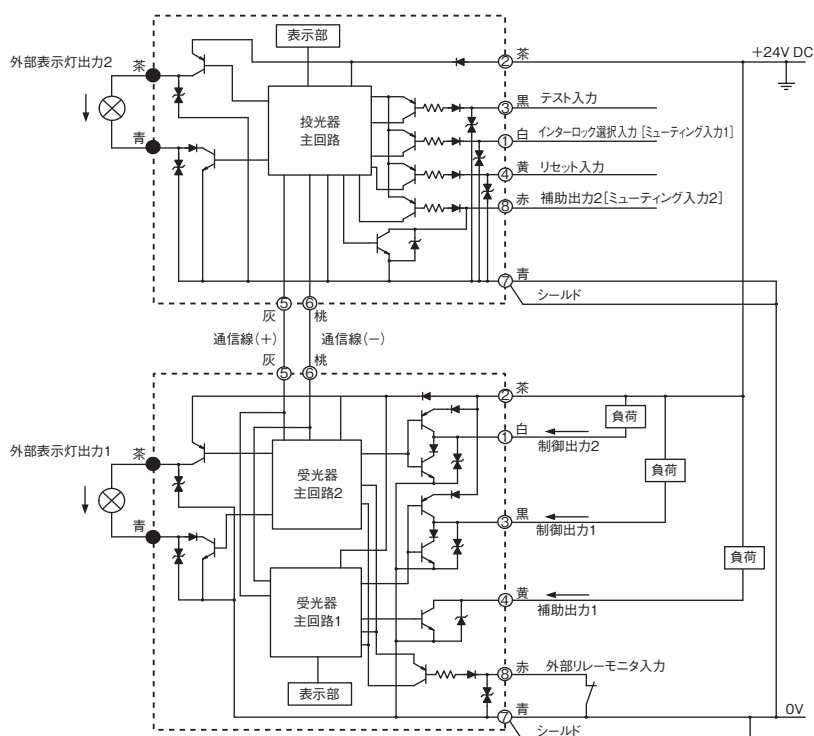 表示部
外部表示灯出力2
茶
青
投光器
主回路
② 茶
+24V DC
③ 黒 テスト入力
① 白 インターロック選択入力 [ミューティング入力1]
④ 黄 リセット入力
⑧ 赤 補助出力2[ミューティング入力2]
⑦ 青
シールド
⑤ ⑥
灰 桃
通信線(+) 通信線(−)
灰 桃
⑤ ⑥
外部表示灯出力1
茶
青
受光器
主回路2
受光器
主回路1
表示部
② 茶
① 白
制御出力2
負荷
③ 黒
制御出力1
負荷
④ 黄
補助出力1
負荷
⑧ 赤 外部リレーモニタ入力
⑦ 青
0V
シールド